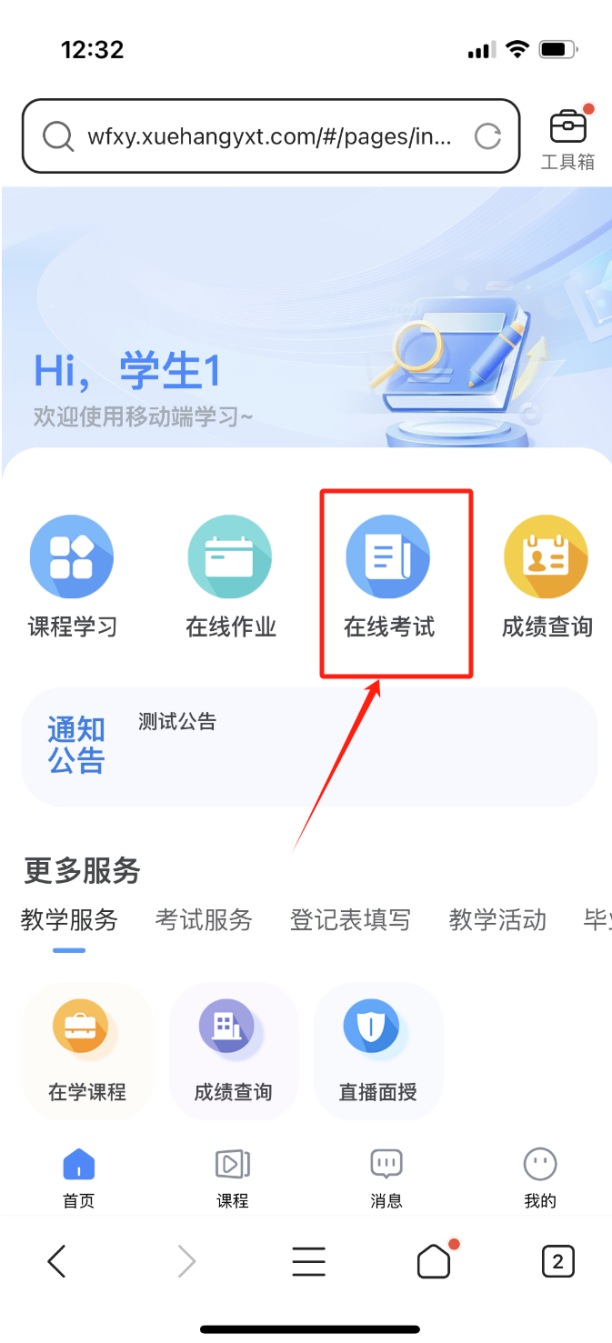 12:32
wfxy.xuehangyxt.com/#/pages/in...
工具箱
Hi，学生1
欢迎使用移动端学习~
课程学习 在线作业 在线考试 成绩查询
通知 测试公告
公告
更多服务
教学服务 考试服务 登记表填写 教学活动
在学课程 成绩查询 直播面授
首页 课程 消息 我的
2